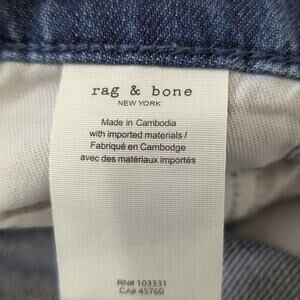 rag & bone
NEW YORK
Made in Cambodia
with imported materials /
Fabriqué en Cambodge
avec des matériaux importés
RN# 103331
CA# 45760